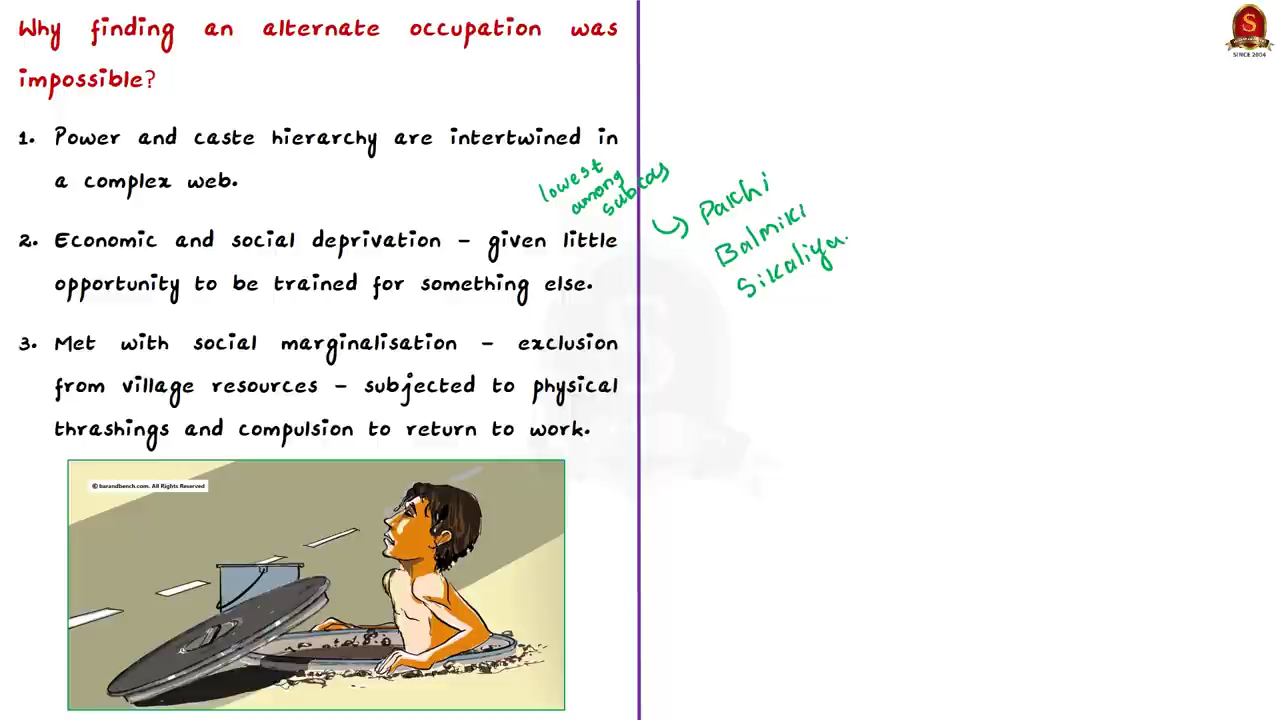 Why finding an alternate occupation was
impossible?
1. Power and caste hierarchy are intertwined in
a complex web.
2. Economic and social deprivation – given little
opportunity to be trained for something else.
3. Met with social marginalisation – exclusion
from village resources – subjected to physical
thrashings and compulsion to return to work.
lowest
among
Pakhi
Balmiki
Sikaliya.
© barandbench.com. All Rights Reserved
S
SINCE 2004